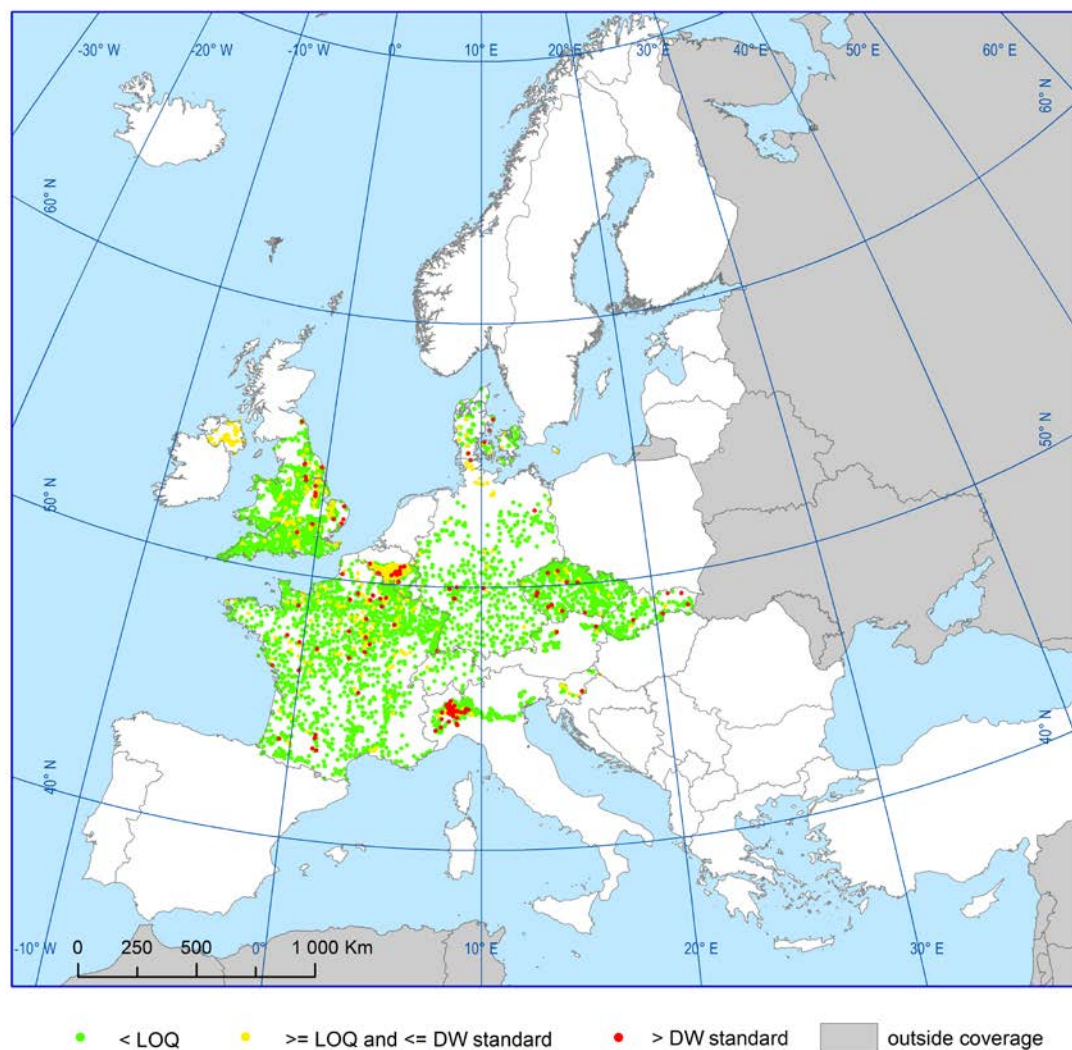 -30° W -20° W -10° W 0° 10° E 20° E 30° E 40° E 50° E 60° E
60° N 60° N
50° N 50° N
40° N 40° N
0 250 500 1 000 Km
-10° W 0° 10° E 20° E 30° E
< LOQ >= LOQ and <= DW standard > DW standard outside coverage